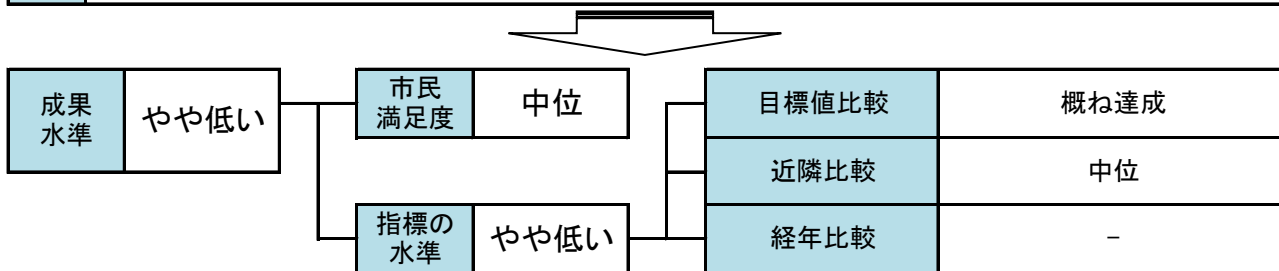 成果
水準
やや低い
市民
満足度
中位
指標の
水準
やや低い
目標値比較
概ね達成
近隣比較
中位
経年比較
－